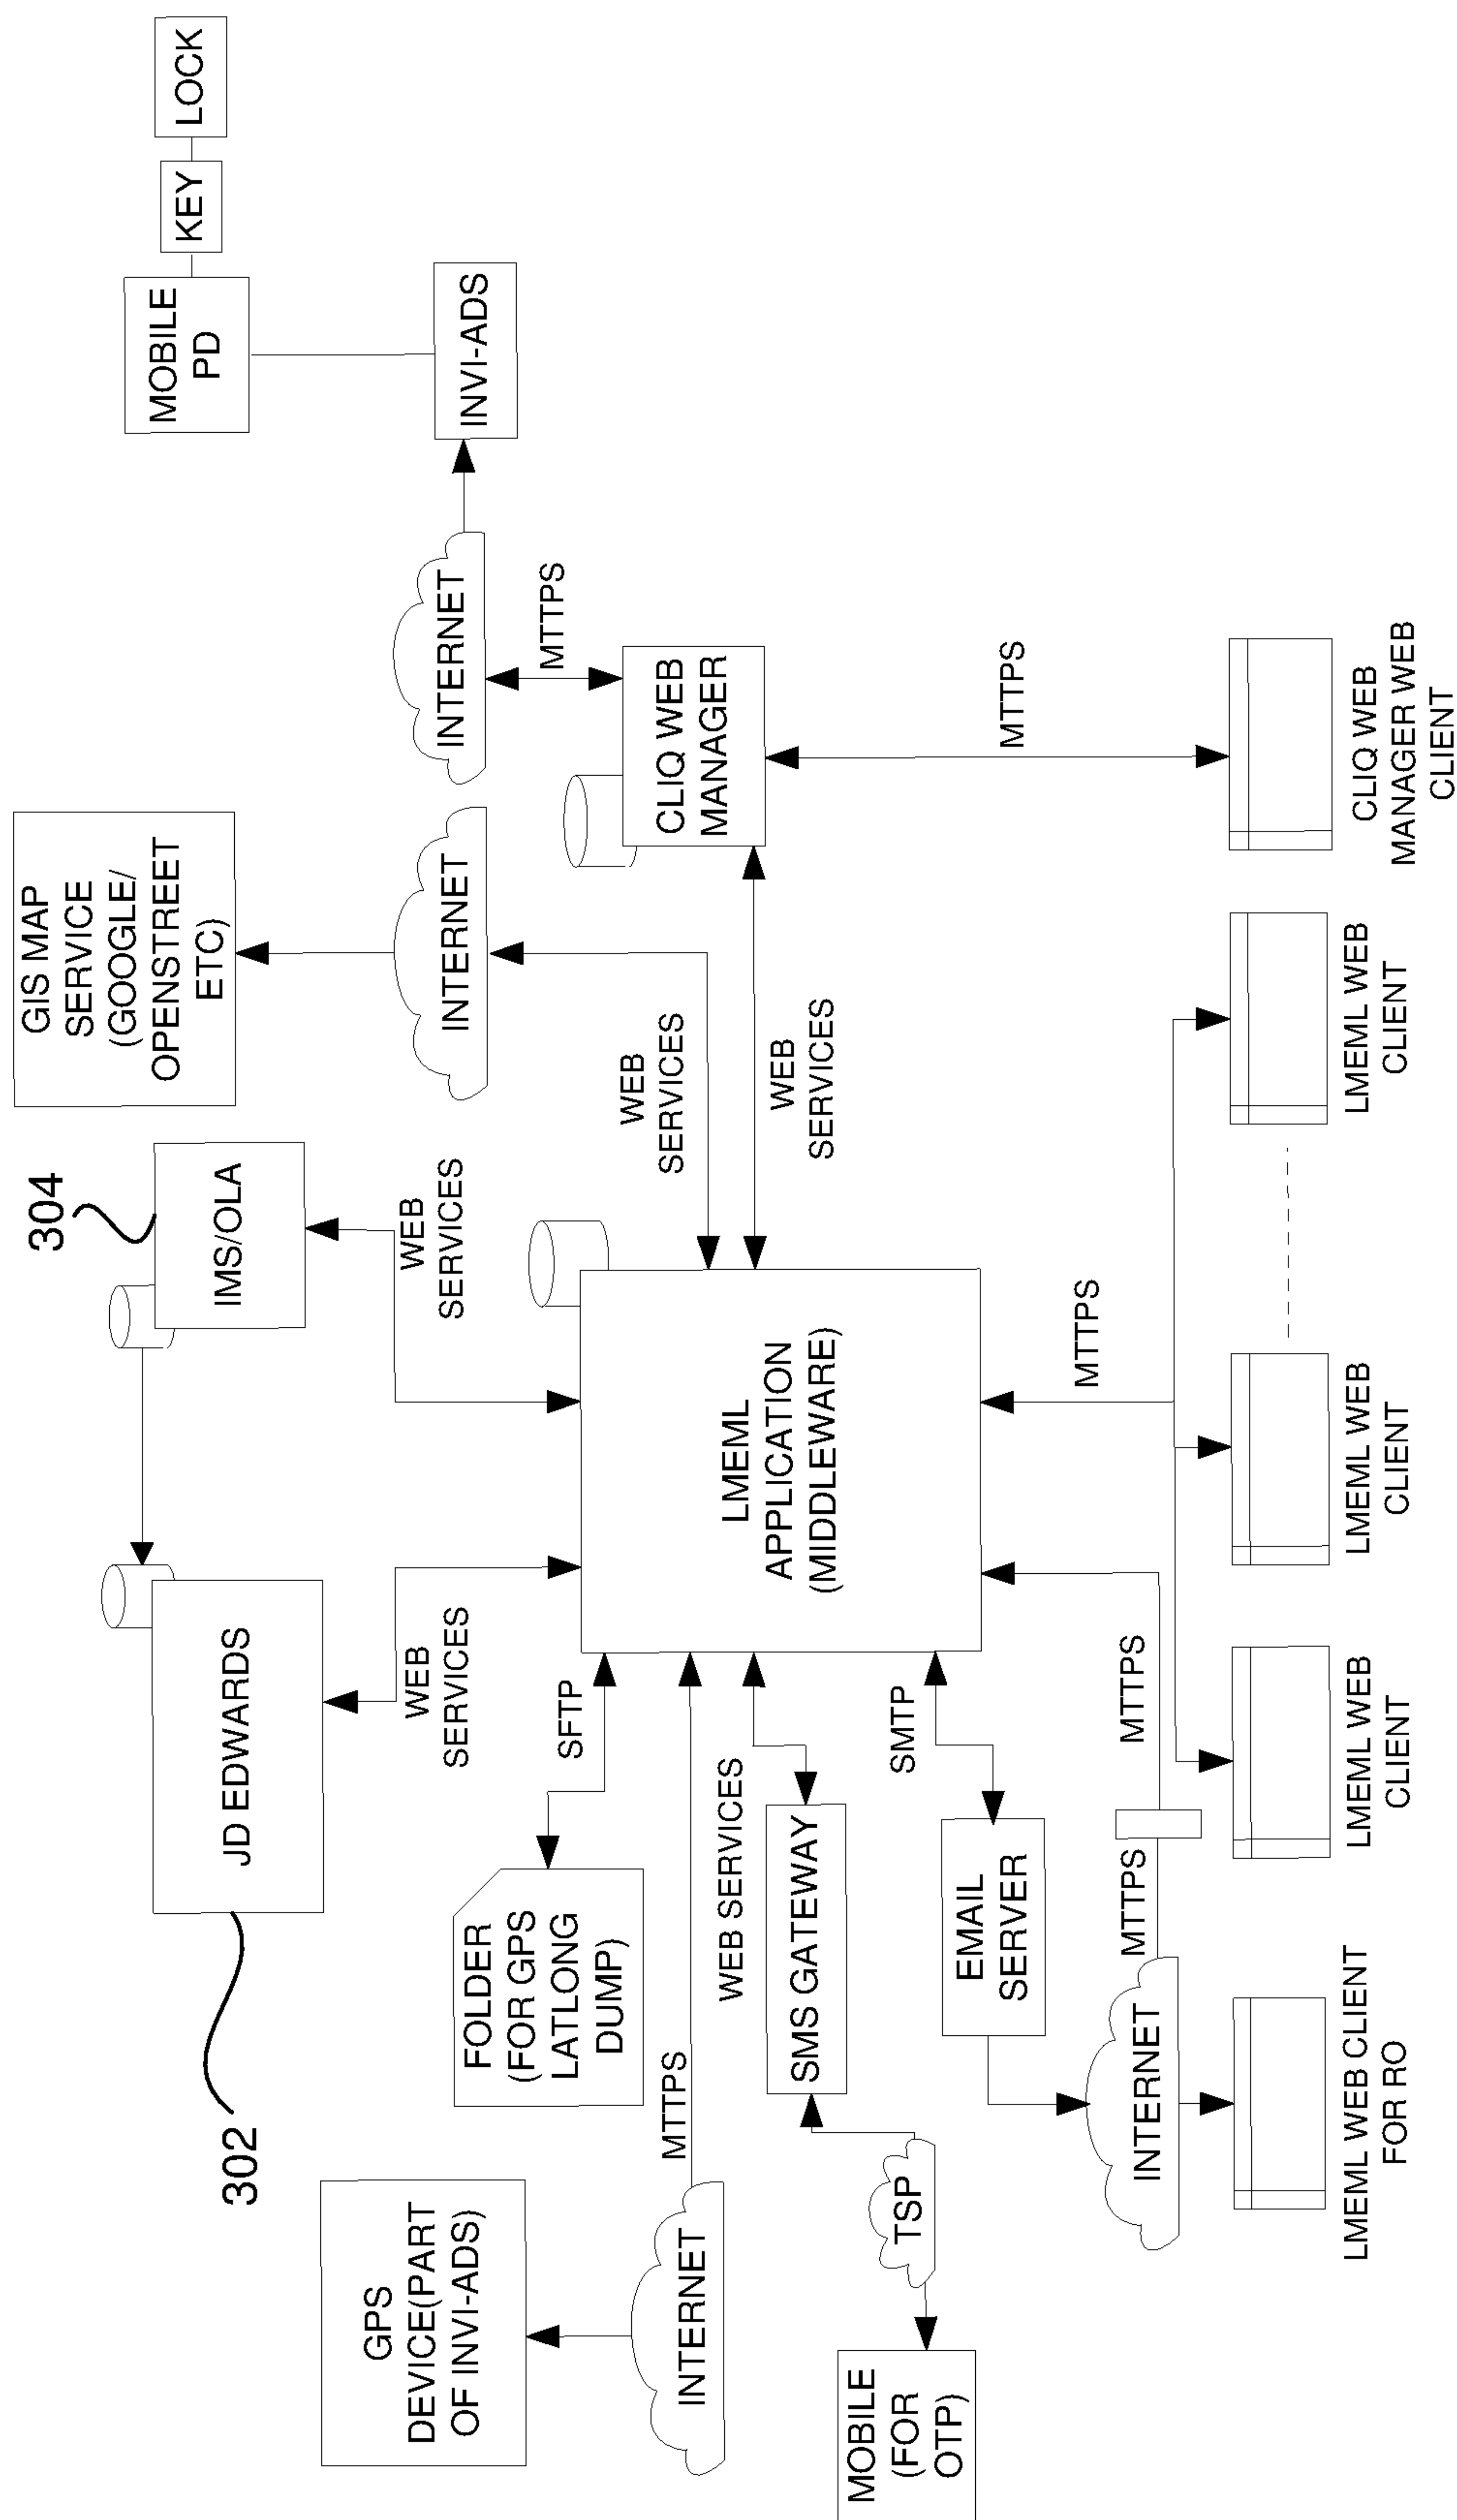 302
JD EDWARDS
304
IMS/OLA
GIS MAP
SERVICE
(GOOGLE/
OPENSTREET
ETC)
MOBILE
PD
KEY
LOCK
INVI-ADS
INTERNET
INTERNET
MTTPS
CLIQ WEB
MANAGER
WEB
SERVICES
WEB
SERVICES
WEB
SERVICES
WEB
SERVICES
GPS
DEVICE(PART
OF INVI-ADS)
INTERNET
MTTPS
FOLDER
(FOR GPS
LATLONG
DUMP)
SFTP
LMEML
APPLICATION
(MIDDLEWARE)
WEB SERVICES
SMS GATEWAY
TSP
MOBILE
(FOR
OTP)
SMTP
EMAIL
SERVER
INTERNET
MTTPS
MTTPS
MTTPS
MTTPS
LMEML WEB CLIENT
FOR RO
LMEML WEB
CLIENT
LMEML WEB
CLIENT
LMEML WEB
CLIENT
CLIQ WEB
MANAGER WEB
CLIENT